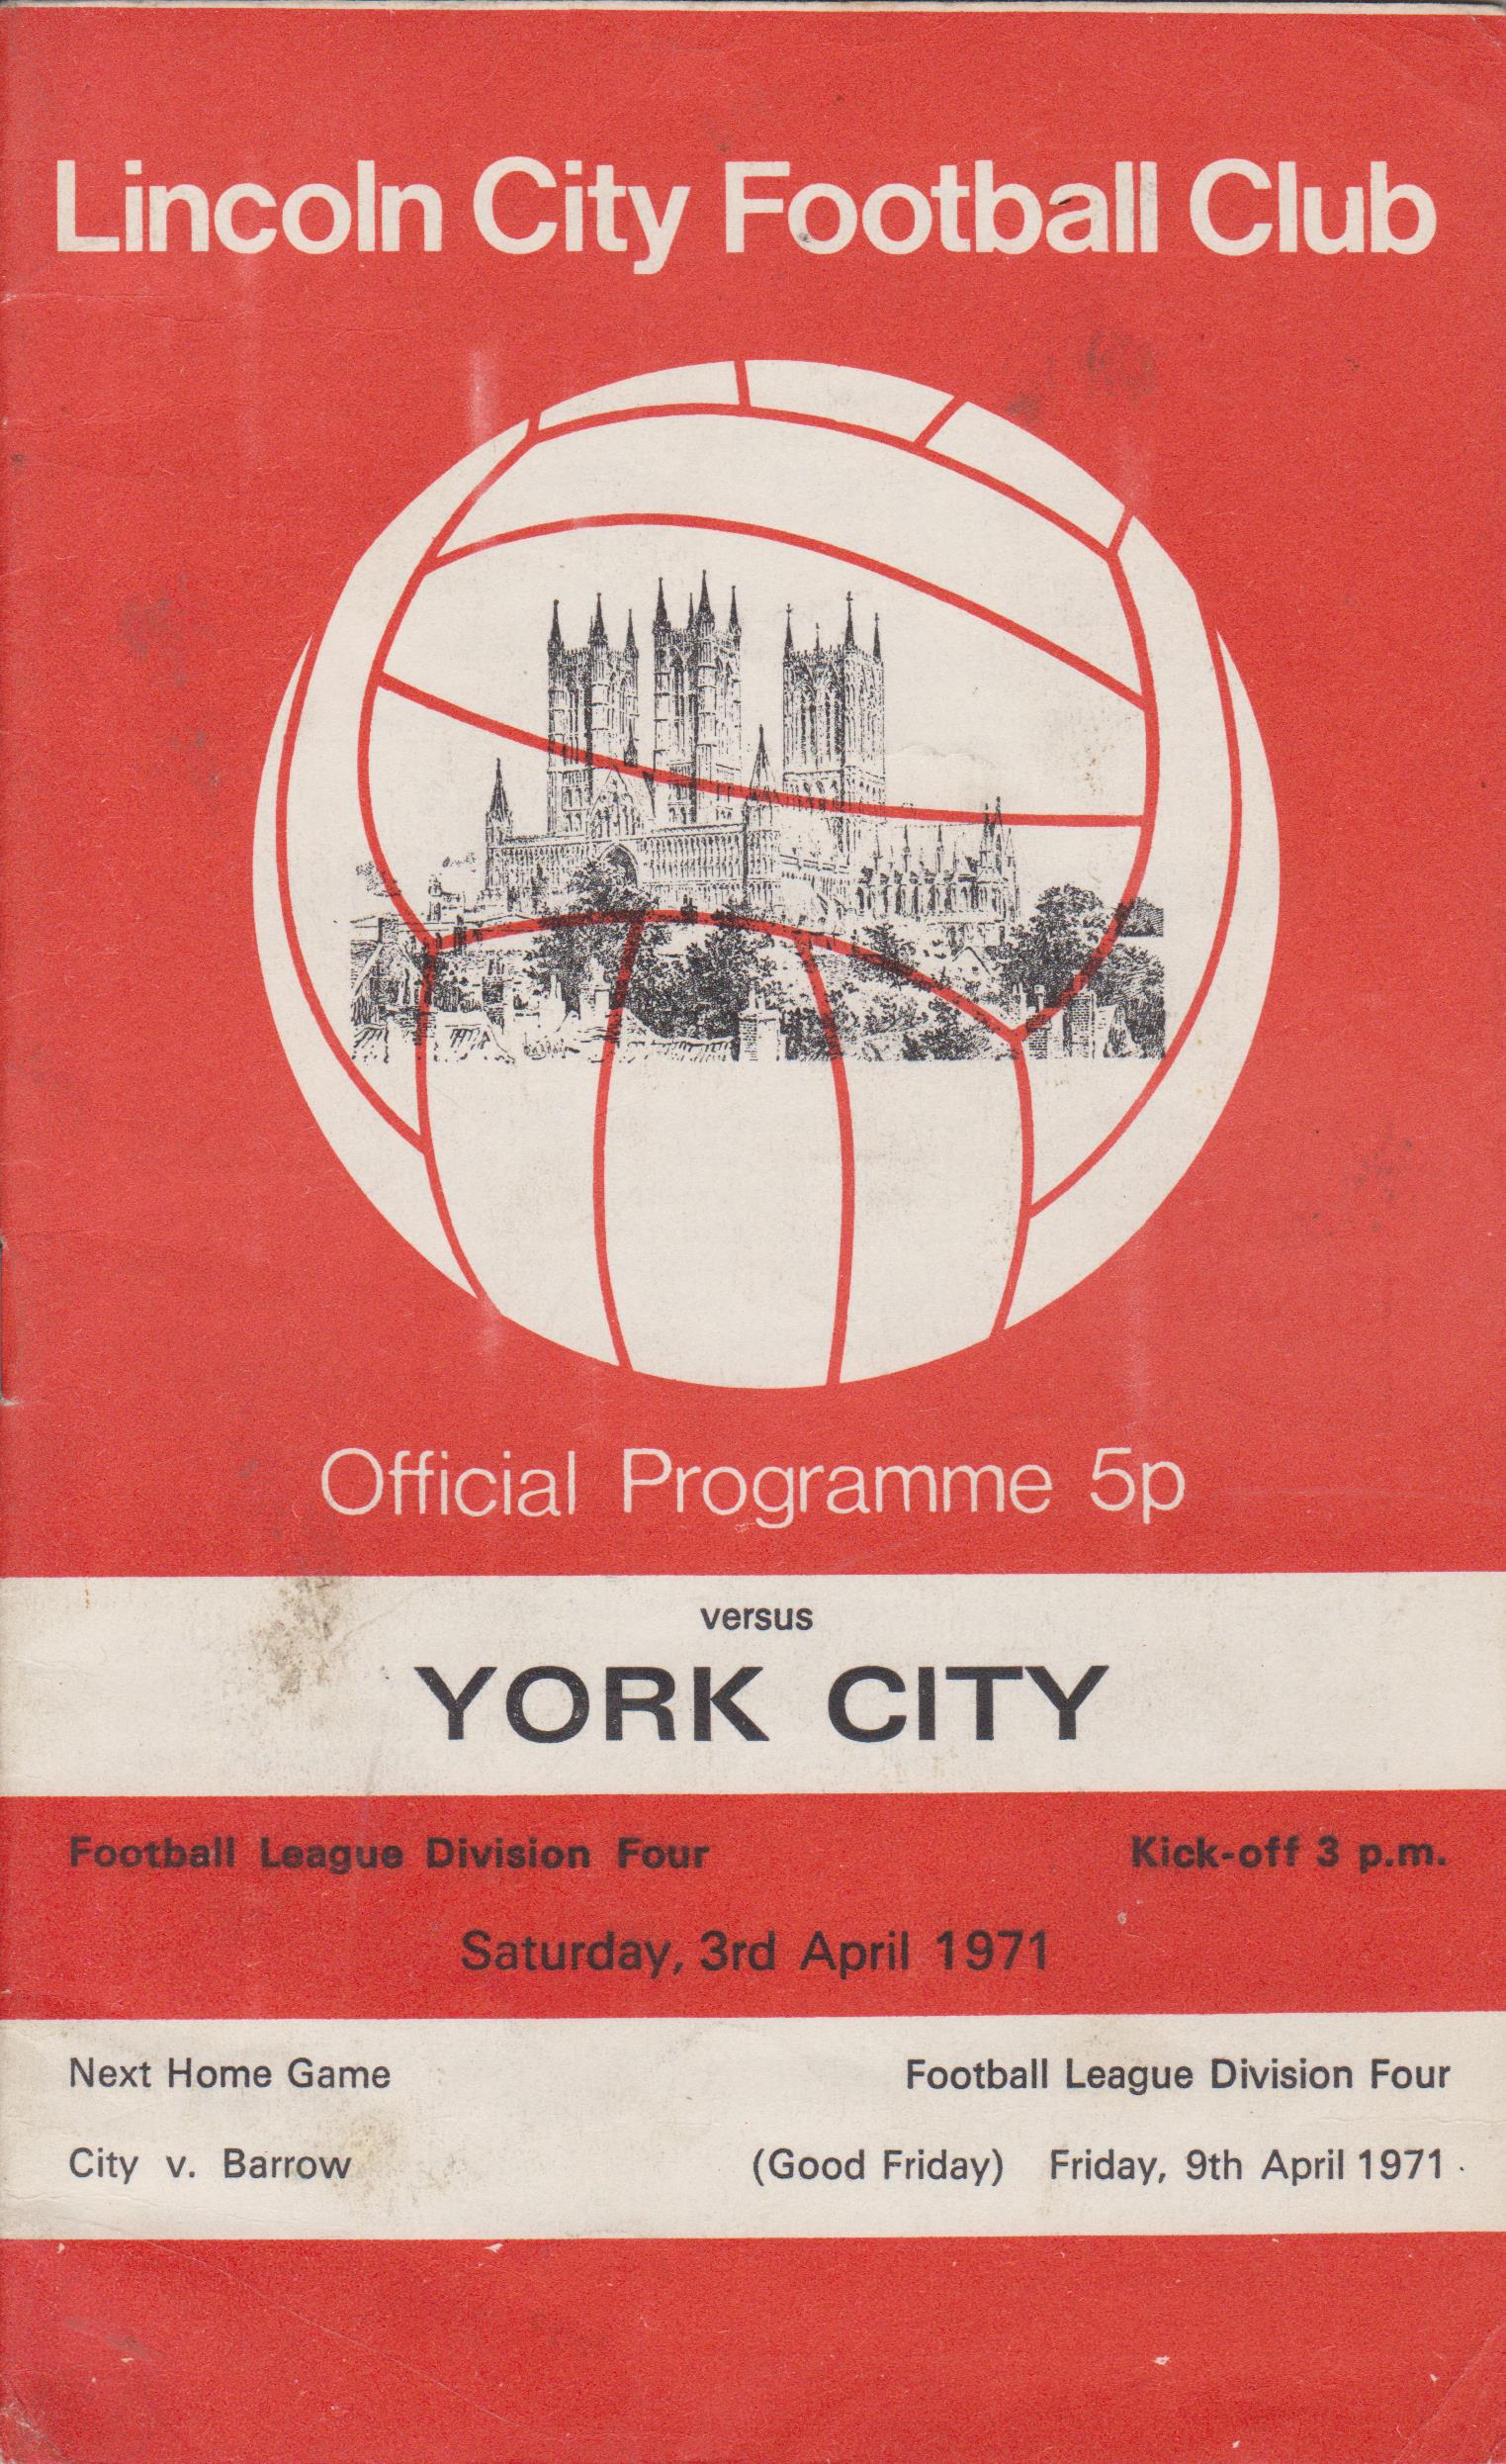 Lincoln City Football Club
Official Programme 5p
versus
YORK CITY
Football League Division Four Kick-off 3 p.m.
Saturday, 3rd April 1971
Next Home Game Football League Division Four
City v. Barrow (Good Friday) Friday, 9th April 1971